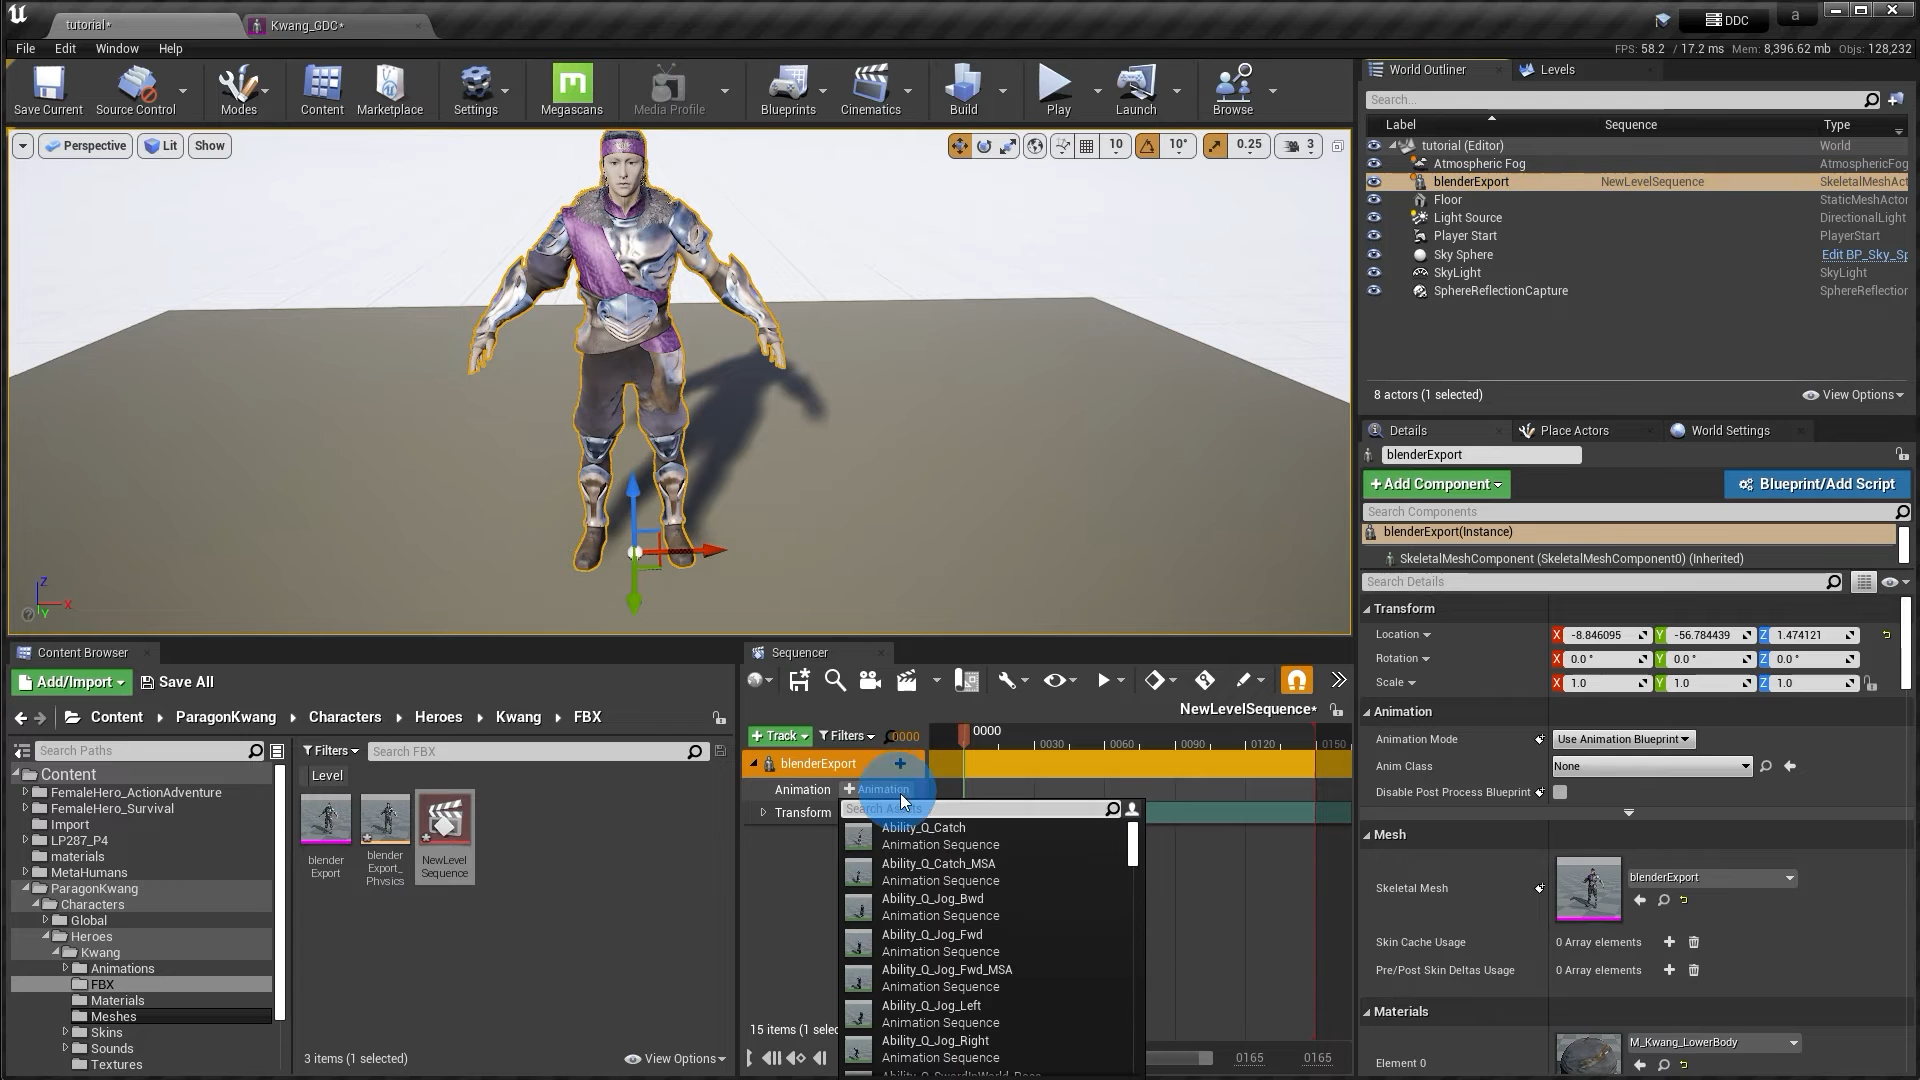 tutorial*
Kwang_GDC*
DDC
a
File Edit Window Help
FPS: 58.2 / 17.2 ms Mem: 8,396.62 mb Objs: 128,232
Save Current
Source Control
Modes
Content
Marketplace
Settings
Megascans
Media Profile
Blueprints
Cinematics
Build
Play
Launch
Browse
Perspective
Lit
Show
10
10°
0.25
3
World Outliner
Levels
Search...
Label Sequence Type
tutorial (Editor) World
Atmospheric Fog AtmosphericFog
blenderExport NewLevelSequence SkeletalMeshAct
Floor StaticMeshActor
Light Source DirectionalLight
Player Start PlayerStart
Sky Sphere Edit BP_Sky_Sp
SkyLight SkyLight
SphereReflectionCapture SphereReflection
8 actors (1 selected)
View Options
Details
Place Actors
World Settings
blenderExport
+Add Component
Blueprint/Add Script
Search Components
blenderExport(Instance)
SkeletalMeshComponent (SkeletalMeshComponent0) (Inherited)
Search Details
Transform
Location X -8.846095 Y -56.784439 Z 1.474121
Rotation X 0.0 ° Y 0.0 ° Z 0.0 °
Scale X 1.0 Y 1.0 Z 1.0
Animation
Animation Mode Use Animation Blueprint
Anim Class None
Disable Post Process Blueprint
Mesh
Skeletal Mesh blenderExport
Skin Cache Usage 0 Array elements
Pre/Post Skin Deltas Usage 0 Array elements
Materials
Element 0 M_Kwang_LowerBody
Z
X
Y
Content Browser
Add/Import
Save All
Content ParagonKwang Characters Heroes Kwang FBX
Search Paths
Filters
Search FBX
Level
Content
FemaleHero_ActionAdventure
FemaleHero_Survival
Import
LP287_P4
materials
MetaHumans
ParagonKwang
Characters
Global
Heroes
Kwang
Animations
FBX
Materials
Meshes
Skins
Sounds
Textures
blender
Export
blender
Export_
Physics
NewLevel
Sequence
3 items (1 selected)
View Options
Sequencer
NewLevelSequence*
+ Track
Filters
0000
0000
0030
0060
0090
0120
0150
blenderExport
Animation
+ Animation
Transform
Search Assets
Ability_Q_Catch
Animation Sequence
Ability_Q_Catch_MSA
Animation Sequence
Ability_Q_Jog_Bwd
Animation Sequence
Ability_Q_Jog_Fwd
Animation Sequence
Ability_Q_Jog_Fwd_MSA
Animation Sequence
Ability_Q_Jog_Left
Animation Sequence
Ability_Q_Jog_Right
Animation Sequence
15 items (1 selec
0165
0165